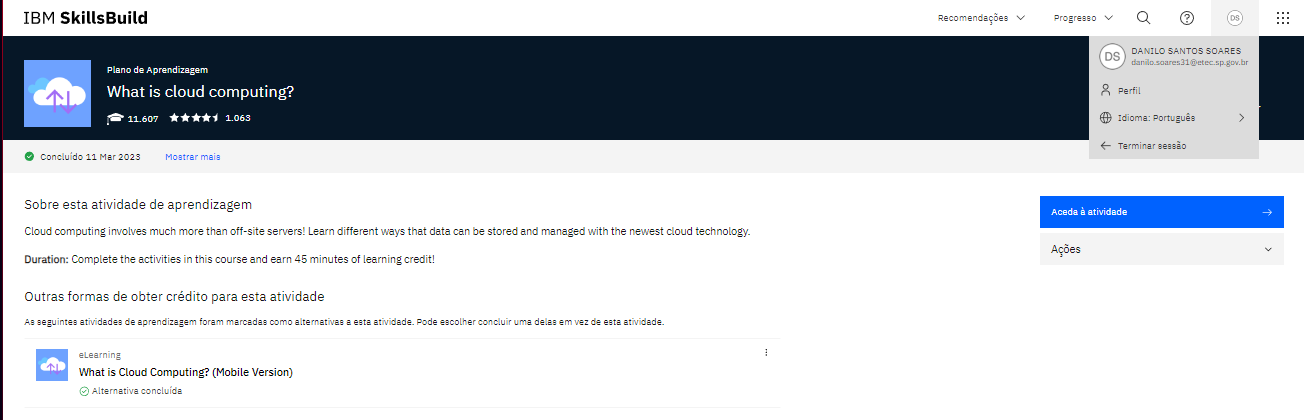 IBM SkillsBuild
Recomendações
Progresso
DS
DS
DANILO SANTOS SOARES
danilo.soares31@etec.sp.gov.br
Perfil
Idioma: Português
Terminar sessão
Plano de Aprendizagem
What is cloud computing?
11.607
1.063
Concluído 11 Mar 2023
Mostrar mais
Sobre esta atividade de aprendizagem
Cloud computing involves much more than off-site servers! Learn different ways that data can be stored and managed with the newest cloud technology.
Duration: Complete the activities in this course and earn 45 minutes of learning credit!
Aceda à atividade
Ações
Outras formas de obter crédito para esta atividade
As seguintes atividades de aprendizagem foram marcadas como alternativas a esta atividade. Pode escolher concluir uma delas em vez de esta atividade.
eLearning
What is Cloud Computing? (Mobile Version)
Alternativa concluída